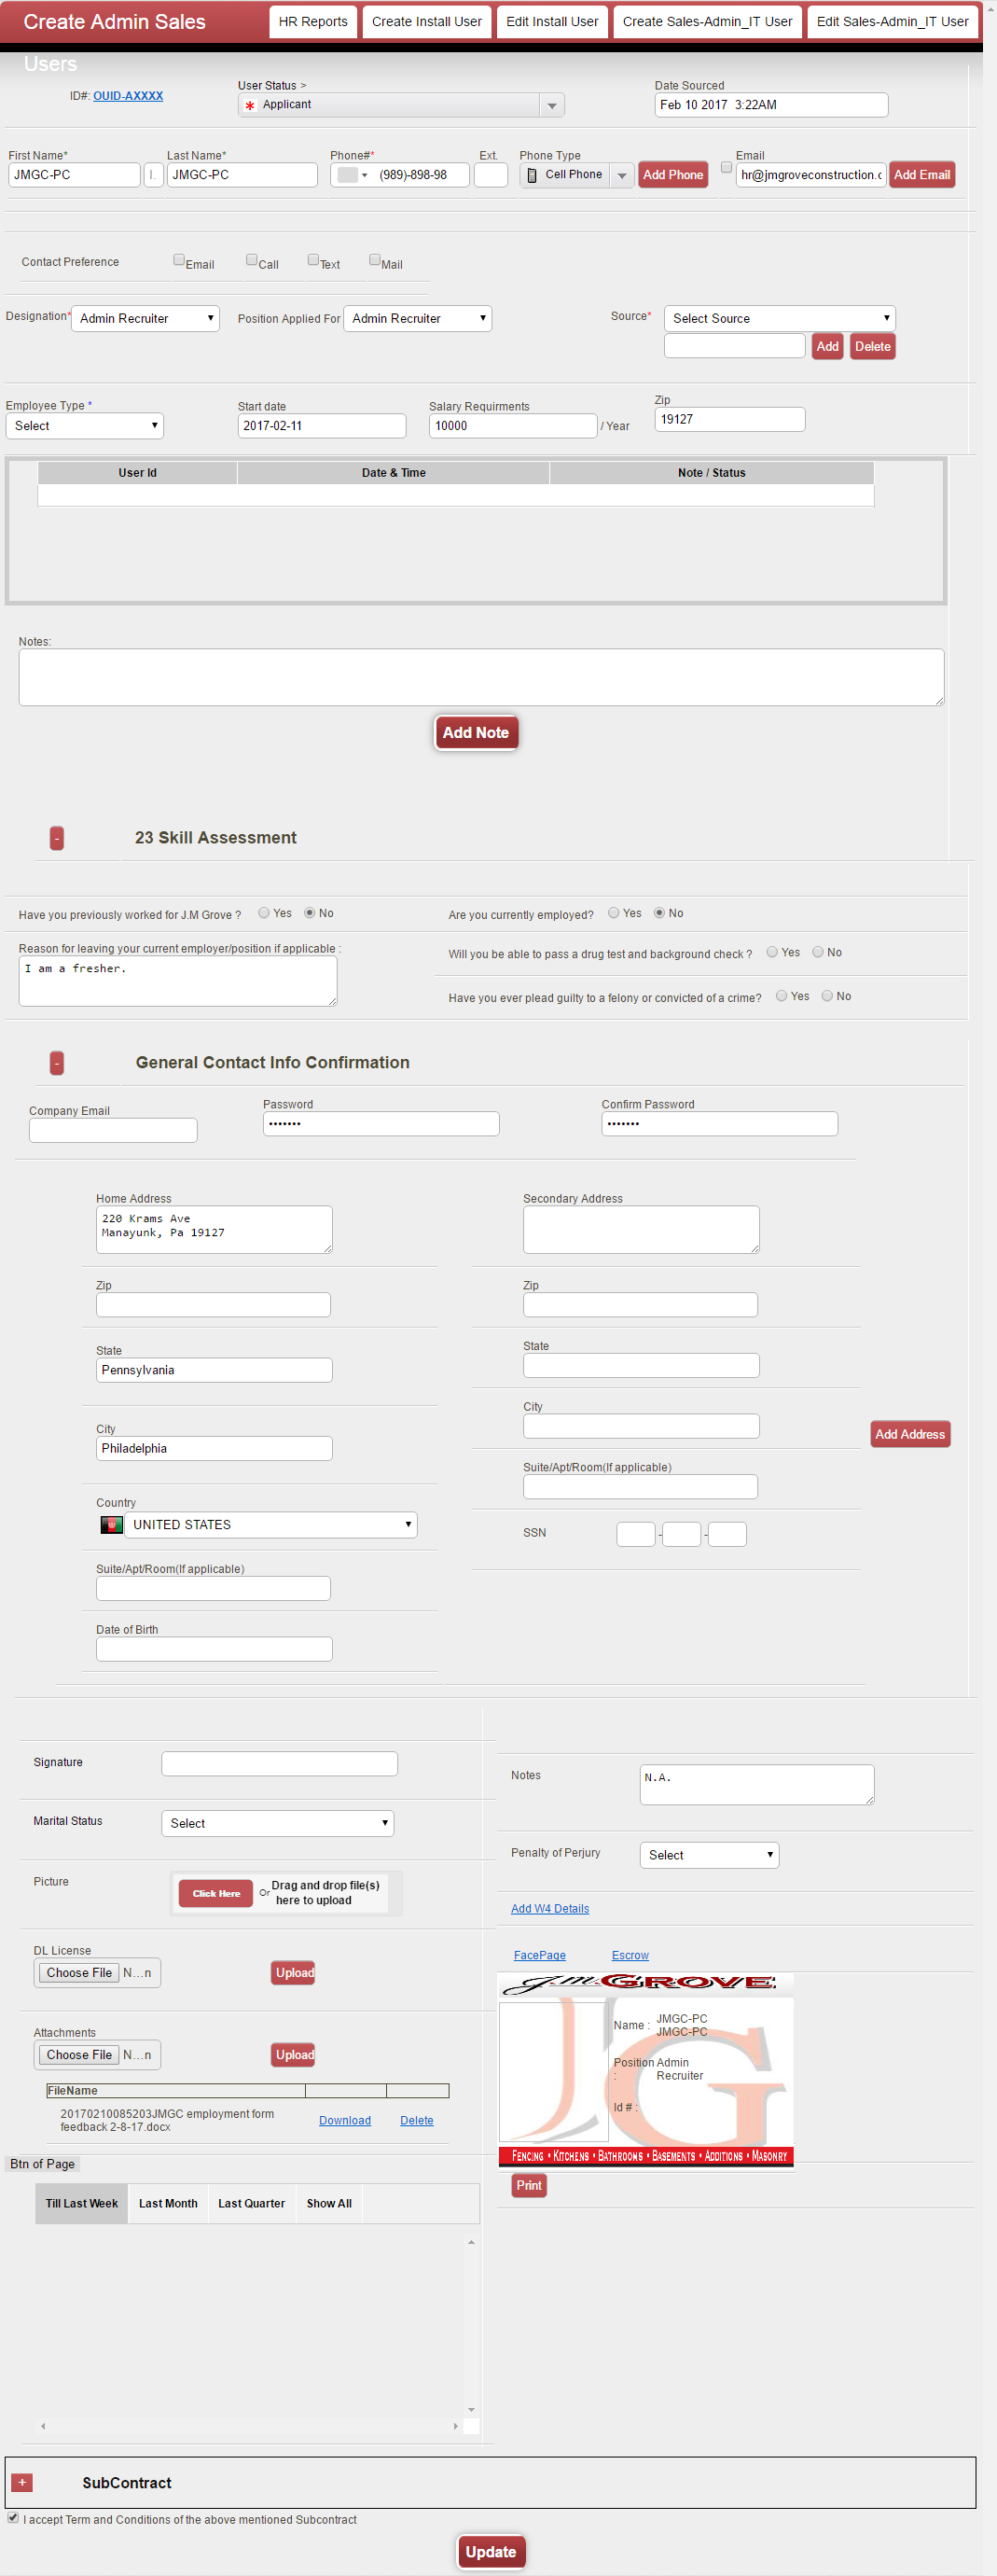 Create Admin Sales
HR Reports Create Install User Edit Install User Create Sales-Admin_IT User Edit Sales-Admin_IT User
Users
ID#: OUID-AXXXX
User Status >
Applicant
Date Sourced
Feb 10 2017 3:22AM
First Name* Last Name* Phone#* Ext. Phone Type Email
JMGC-PC I. JMGC-PC (989)-898-98 Cell Phone Add Phone hr@jmgroveconstruction.c Add Email
Contact Preference Email Call Text Mail
Designation* Admin Recruiter Position Applied For Admin Recruiter Source* Select Source
Add Delete
Employee Type * Start date Salary Requirments Zip
Select 2017-02-11 10000 / Year 19127
User Id Date & Time Note / Status
Notes:
Add Note
- 23 Skill Assessment
Have you previously worked for J.M Grove ? Yes No Are you currently employed? Yes No
Reason for leaving your current employer/position if applicable :
I am a fresher.
Will you be able to pass a drug test and background check ? Yes No
Have you ever plead guilty to a felony or convicted of a crime? Yes No
- General Contact Info Confirmation
Company Email Password Confirm Password
••••••• •••••••
Home Address
220 Krams Ave
Manayunk, Pa 19127
Zip
State
Pennsylvania
City
Philadelphia
Country
UNITED STATES
Suite/Apt/Room(If applicable)
Date of Birth
Secondary Address
Zip
State
City
Suite/Apt/Room(If applicable)
SSN - -
Add Address
Signature
Marital Status Select
Picture Click Here Or Drag and drop file(s)
here to upload
DL License
Choose File N...n Upload
Attachments
Choose File N...n Upload
FileName
20170210085203JMGC employment form
feedback 2-8-17.docx
Download Delete
Btn of Page
Till Last Week Last Month Last Quarter Show All
Notes N.A.
Penalty of Perjury Select
Add W4 Details
FacePage Escrow
J.M. GROVE
JG
Name : JMGC-PC
JMGC-PC
Position Admin
: Recruiter
Id # :
FENCING • KITCHENS • BATHROOMS • BASEMENTS • ADDITIONS • MASONRY
Print
+ SubContract
I accept Term and Conditions of the above mentioned Subcontract
Update